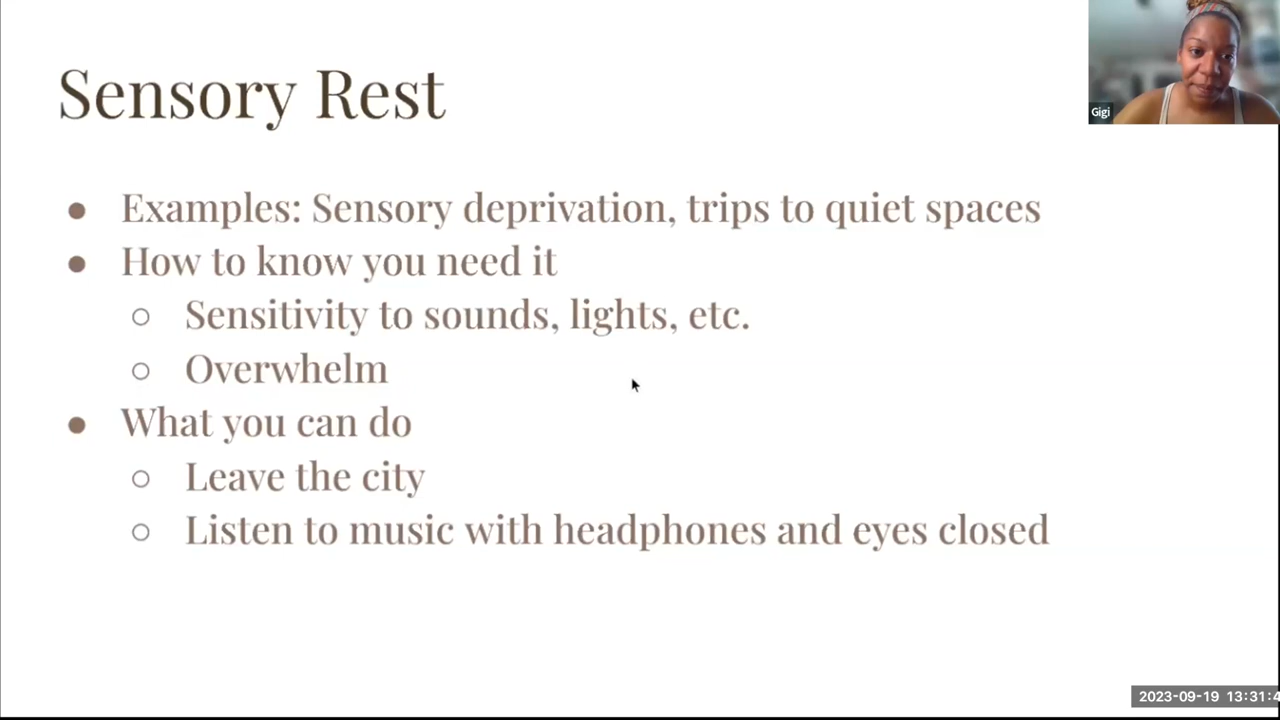 Sensory Rest
Gigi
● Examples: Sensory deprivation, trips to quiet spaces
● How to know you need it
○ Sensitivity to sounds, lights, etc.
○ Overwhelm
● What you can do
○ Leave the city
○ Listen to music with headphones and eyes closed
2023-09-19 13:31:4